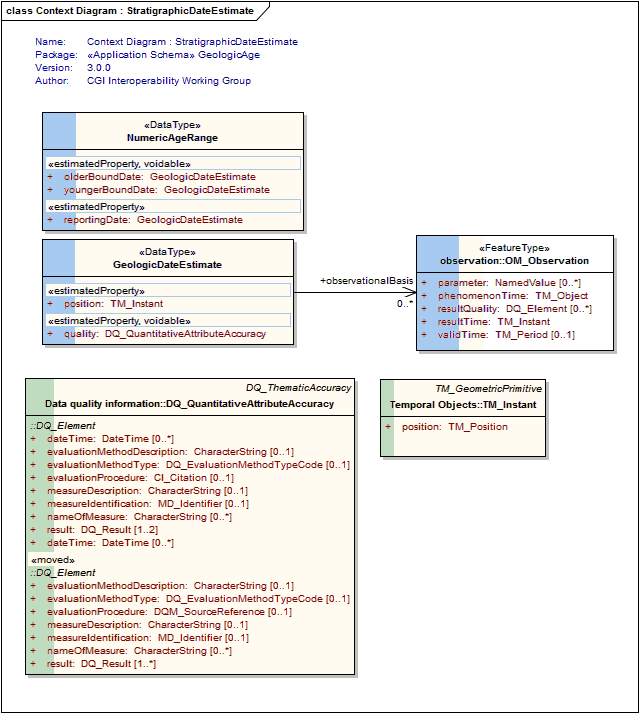 class Context Diagram : StratigraphicDateEstimate
Name: Context Diagram : StratigraphicDateEstimate
Package: «Application Schema» GeologicAge
Version: 3.0.0
Author: CGI Interoperability Working Group
«DataType»
NumericAgeRange
«estimatedProperty, voidable»
+ olderBoundDate: GeologicDateEstimate
+ youngerBoundDate: GeologicDateEstimate
«estimatedProperty»
+ reportingDate: GeologicDateEstimate
«DataType»
GeologicDateEstimate
«estimatedProperty»
+ position: TM_Instant
«estimatedProperty, voidable»
+ quality: DQ_QuantitativeAttributeAccuracy
+observationalBasis
0..*
«FeatureType»
observation::OM_Observation
+ parameter: NamedValue [0..*]
+ phenomenonTime: TM_Object
+ resultQuality: DQ_Element [0..*]
+ resultTime: TM_Instant
+ validTime: TM_Period [0..1]
DQ_ThematicAccuracy
Data quality information::DQ_QuantitativeAttributeAccuracy
::DQ_Element
+ dateTime: DateTime [0..*]
+ evaluationMethodDescription: CharacterString [0..1]
+ evaluationMethodType: DQ_EvaluationMethodTypeCode [0..1]
+ evaluationProcedure: CI_Citation [0..1]
+ measureDescription: CharacterString [0..1]
+ measureIdentification: MD_Identifier [0..1]
+ nameOfMeasure: CharacterString [0..*]
+ result: DQ_Result [1..2]
+ dateTime: DateTime [0..*]
«moved»
::DQ_Element
+ evaluationMethodDescription: CharacterString [0..1]
+ evaluationMethodType: DQ_EvaluationMethodTypeCode [0..1]
+ evaluationProcedure: DQM_SourceReference [0..1]
+ measureDescription: CharacterString [0..1]
+ measureIdentification: MD_Identifier [0..1]
+ nameOfMeasure: CharacterString [0..*]
+ result: DQ_Result [1..*]
TM_GeometricPrimitive
Temporal Objects::TM_Instant
+ position: TM_Position